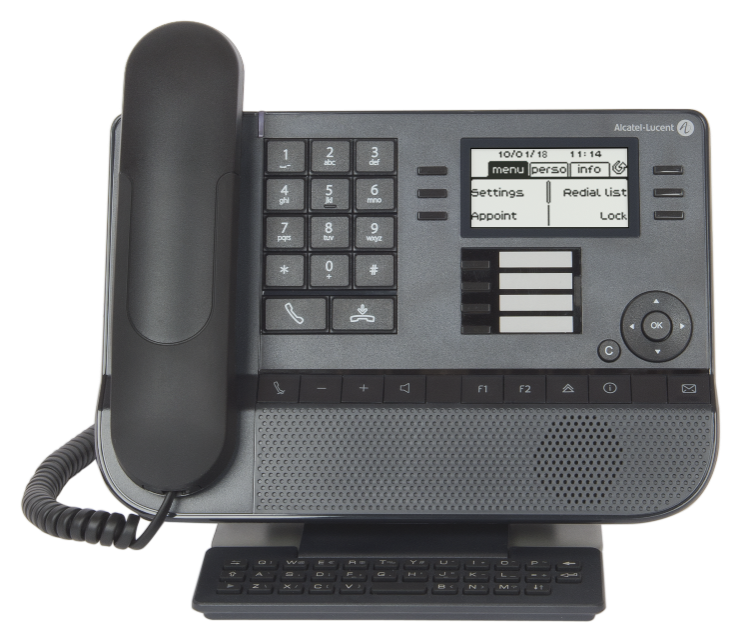 Alcatel-Lucent
10/01/18 11:14
menu perso info
Settings Redial list
Appoint Lock
1 2 3
abc def
4 5 6
ghi jkl mno
7 8 9
pqrs tuv wxyz
* 0 #
+
OK
C
− + F1 F2 i
Q W E R T Y U I O P
A S D F G H J K L
Z X C V B N M